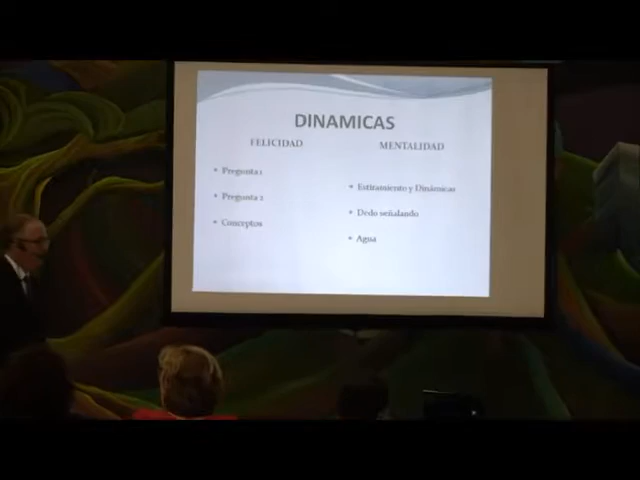 DINAMICAS
FELICIDAD
Pregunta 1
Pregunta 2
Conceptos
MENTALIDAD
Estiramiento y Dinámicas
Dedo señalando
Agua